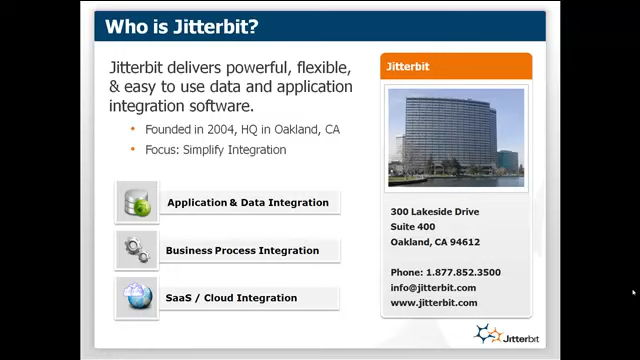 Who is Jitterbit?
Jitterbit delivers powerful, flexible,
& easy to use data and application
integration software.
• Founded in 2004, HQ in Oakland, CA
• Focus: Simplify Integration
Application & Data Integration
Business Process Integration
SaaS / Cloud Integration
Jitterbit
300 Lakeside Drive
Suite 400
Oakland, CA 94612
Phone: 1.877.852.3500
info@jitterbit.com
www.jitterbit.com
Jitterbit